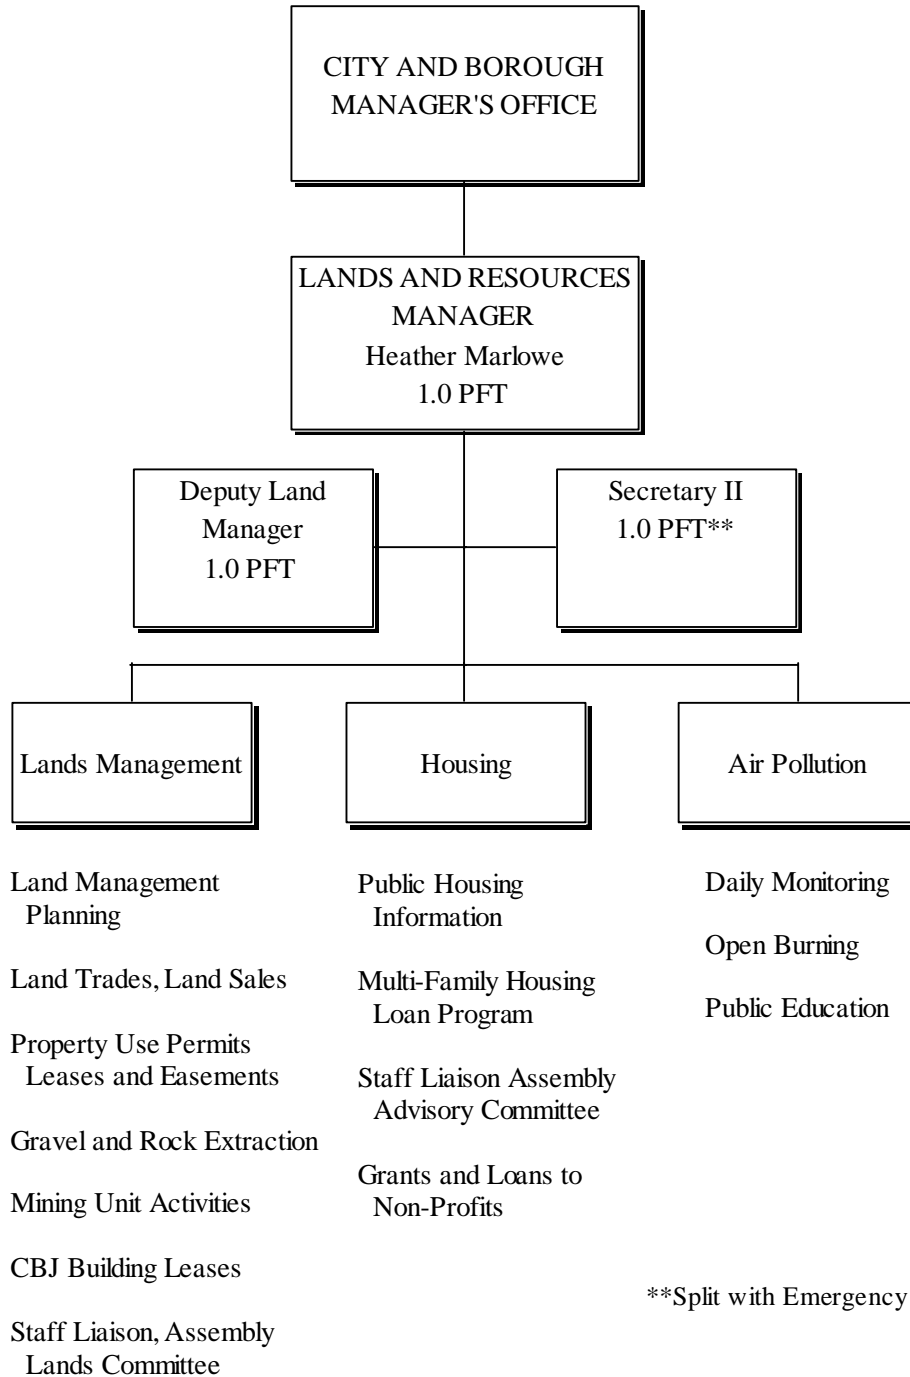 CITY AND BOROUGH
MANAGER'S OFFICE
LANDS AND RESOURCES
MANAGER
Heather Marlowe
1.0 PFT
Deputy Land
Manager
1.0 PFT
Secretary II
1.0 PFT**
Lands Management
Housing
Air Pollution
Land Management
Planning
Land Trades, Land Sales
Property Use Permits
Leases and Easements
Gravel and Rock Extraction
Mining Unit Activities
CBJ Building Leases
Staff Liaison, Assembly
Lands Committee
Public Housing
Information
Multi-Family Housing
Loan Program
Staff Liaison Assembly
Advisory Committee
Grants and Loans to
Non-Profits
Daily Monitoring
Open Burning
Public Education
**Split with Emergency